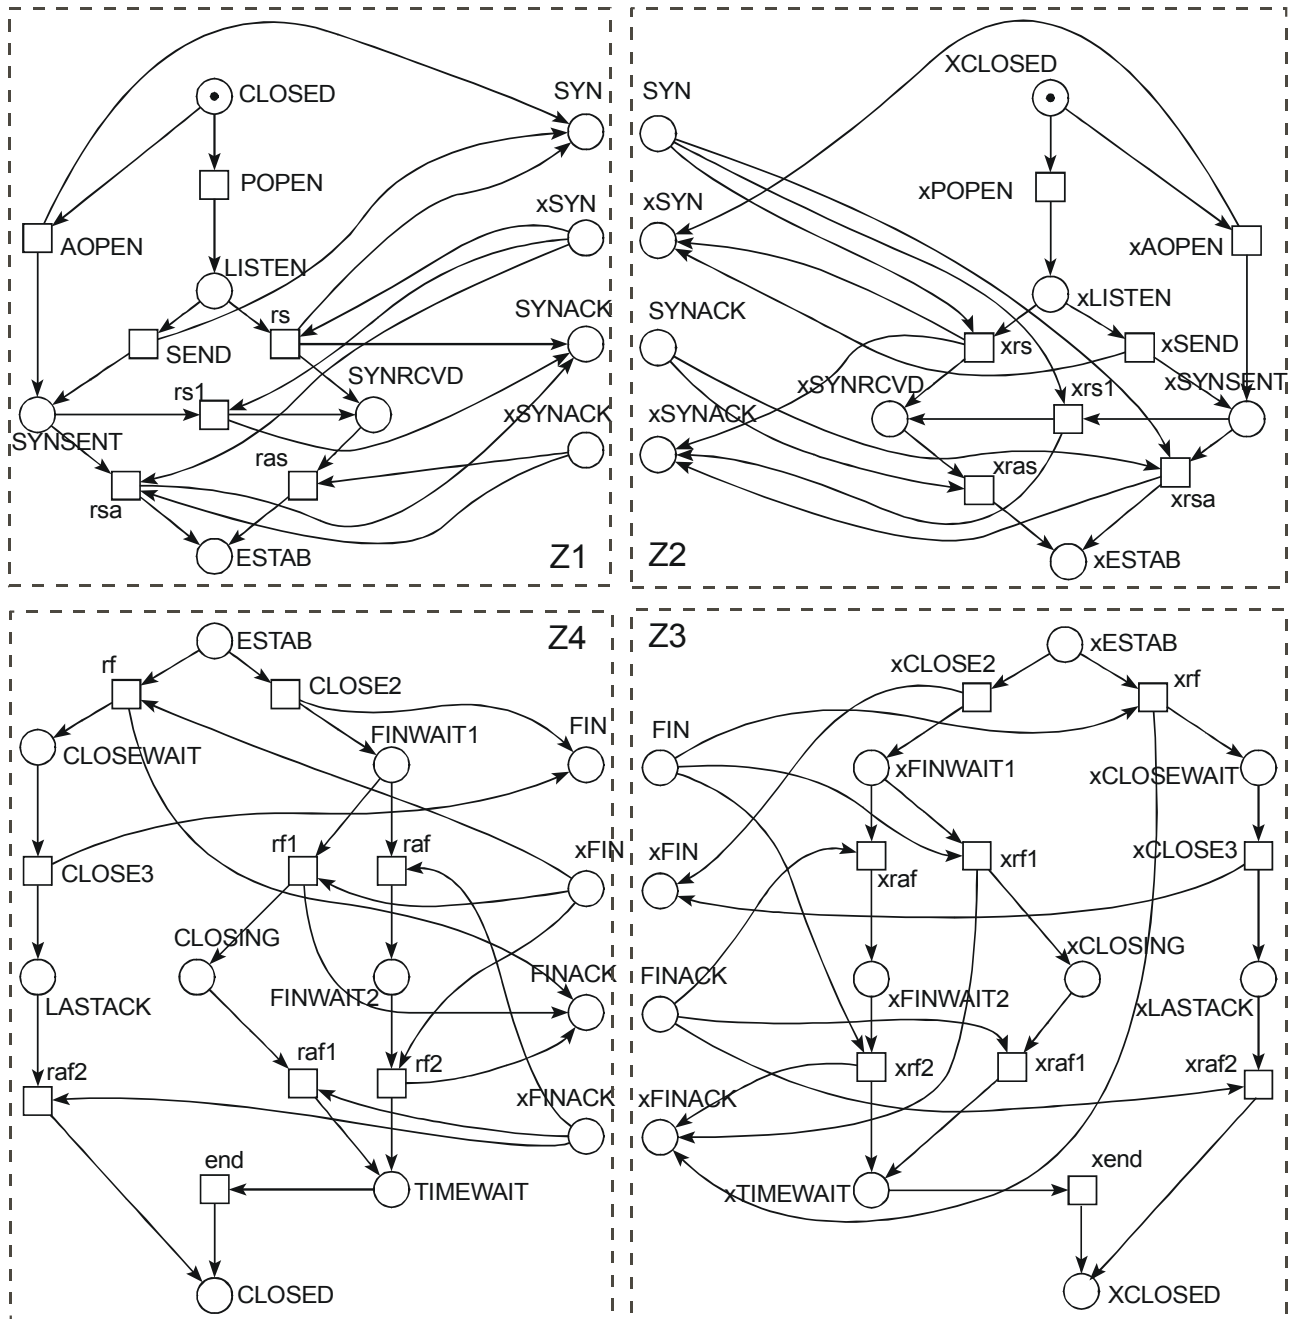 XCLOSED
CLOSED
SYN
SYN
POPEN
xPOPEN
xSYN
xSYN
AOPEN
xAOPEN
LISTEN
xLISTEN
rs
SYNACK
SYNACK
SEND
xrs
xSEND
SYNRCVD
xSYNRCVD
xrs1
xSYNSENT
rs1
xSYNACK
xSYNACK
SYNSENT
ras
xras
rsa
xrsa
ESTAB
Z1
Z2
xESTAB
ESTAB
Z4
Z3
xESTAB
rf
xCLOSE2
xrf
CLOSE2
FIN
FIN
FINWAIT1
CLOSEWAIT
xFINWAIT1
xCLOSEWAIT
rf1
raf
xFIN
xFIN
xrf1
xCLOSE3
CLOSE3
xraf
CLOSING
xCLOSING
FINACK
FINACK
FINWAIT2
xFINWAIT2
LASTACK
xLASTACK
raf1
rf2
xrf2
xraf1
xraf2
raf2
xFINACK
xFINACK
end
xend
TIMEWAIT
xTIMEWAIT
CLOSED
XCLOSED